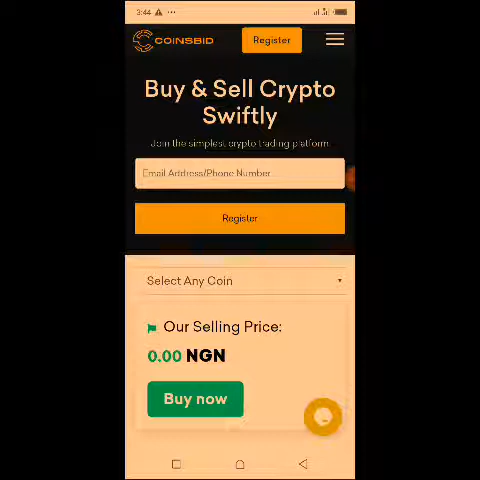 3:44
COINSBID
Register
Buy & Sell Crypto
Swiftly
Join the simplest crypto trading platform.
Email Address/Phone Number...
Register
Select Any Coin
Our Selling Price:
0.00 NGN
Buy now